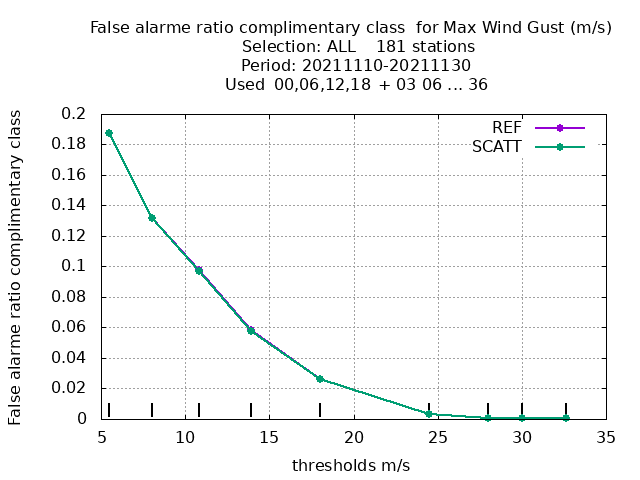 False alarme ratio complimentary class  for Max Wind Gust (m/s)
Selection: ALL    181 stations
Period: 20211110-20211130
Used  00,06,12,18  + 03 06 ... 36
False alarme ratio complimentary class
0.2
0.18
0.16
0.14
0.12
0.1
0.08
0.06
0.04
0.02
0
REF
SCATT
5 10 15 20 25 30 35
thresholds m/s